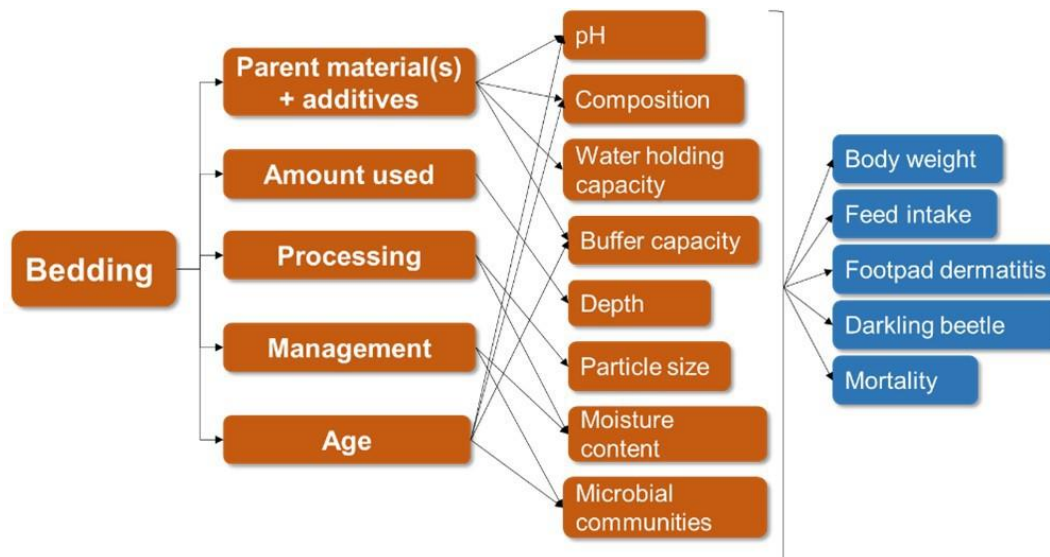 Bedding
Parent material(s)
+ additives
Amount used
Processing
Management
Age
pH
Composition
Water holding
capacity
Buffer capacity
Depth
Particle size
Moisture
content
Microbial
communities
Body weight
Feed intake
Footpad dermatitis
Darkling beetle
Mortality